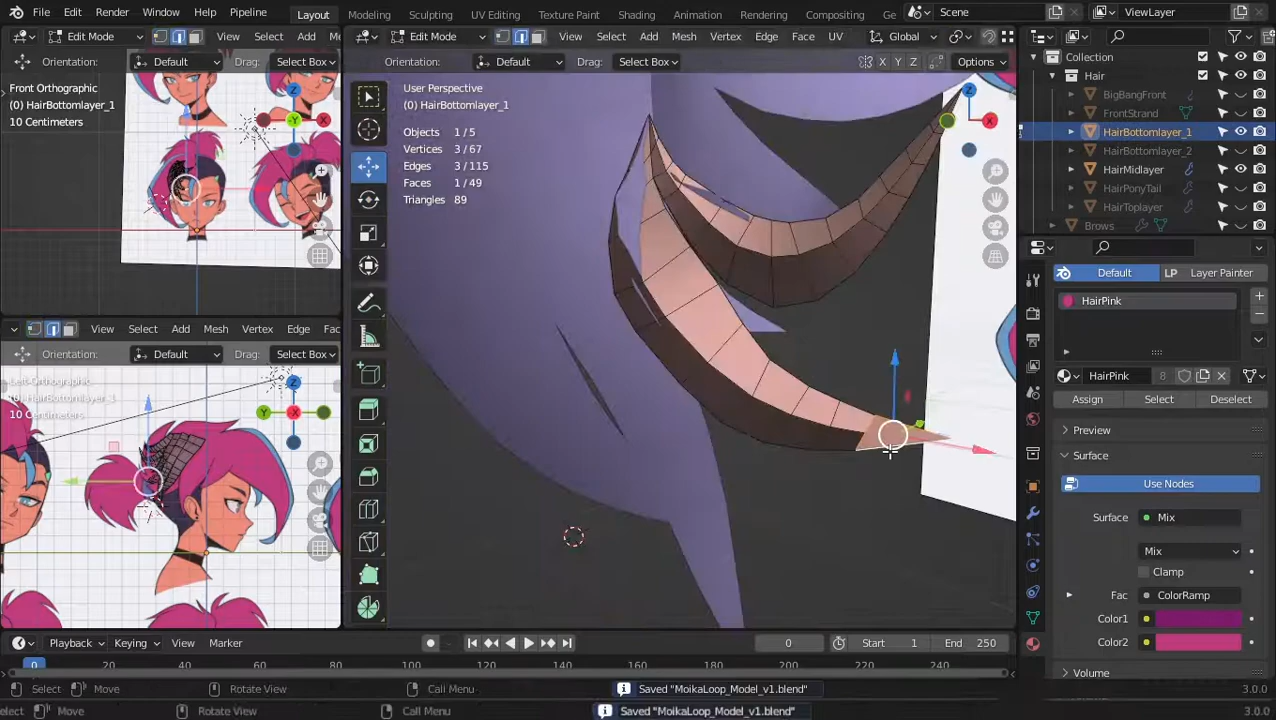 File Edit Render Window Help Layout Modeling Sculpting UV Editing Texture Paint Shading Animation Rendering Compositing Ge Scene ViewLayer
Edit Mode View Select Add
Edit Mode View Select Add Mesh Vertex Edge Face UV Global
Orientation: Default Drag: Select Box
Orientation: Default Drag: Select Box X Y Z Options
Front Orthographic
(0) HairBottomlayer_1
10 Centimeters
User Perspective
(0) HairBottomlayer_1
Objects 1/5
Vertices 3/67
Edges 3/115
Faces 1/49
Triangles 89
Collection
Hair
BigBangFront
FrontStrand
HairBottomlayer_1
HairBottomlayer_2
HairMidlayer
HairPonyTail
HairToplayer
Brows
Default LP Layer Painter
HairPink
HairPink 8
Assign Select Deselect
Preview
Surface
Use Nodes
Surface Mix
Mix
Clamp
Fac ColorRamp
Color1
Color2
Volume
View Select Add Mesh Vertex Edge Fac
Orientation: Default Drag: Select Box
Left Orthographic
(0) HairBottomlayer_1
10 Centimeters
Playback Keying View Marker 0 Start 1 End 250
0 20 40 60 80 100 120 140 160 180 200 220 240
Select Move Rotate View Call Menu Saved "MoikaLoop_Model_v1.blend" 3.0.0
elect Move Rotate View Call Menu Saved "MoikaLoop_Model_v1.blend" 3.0.0